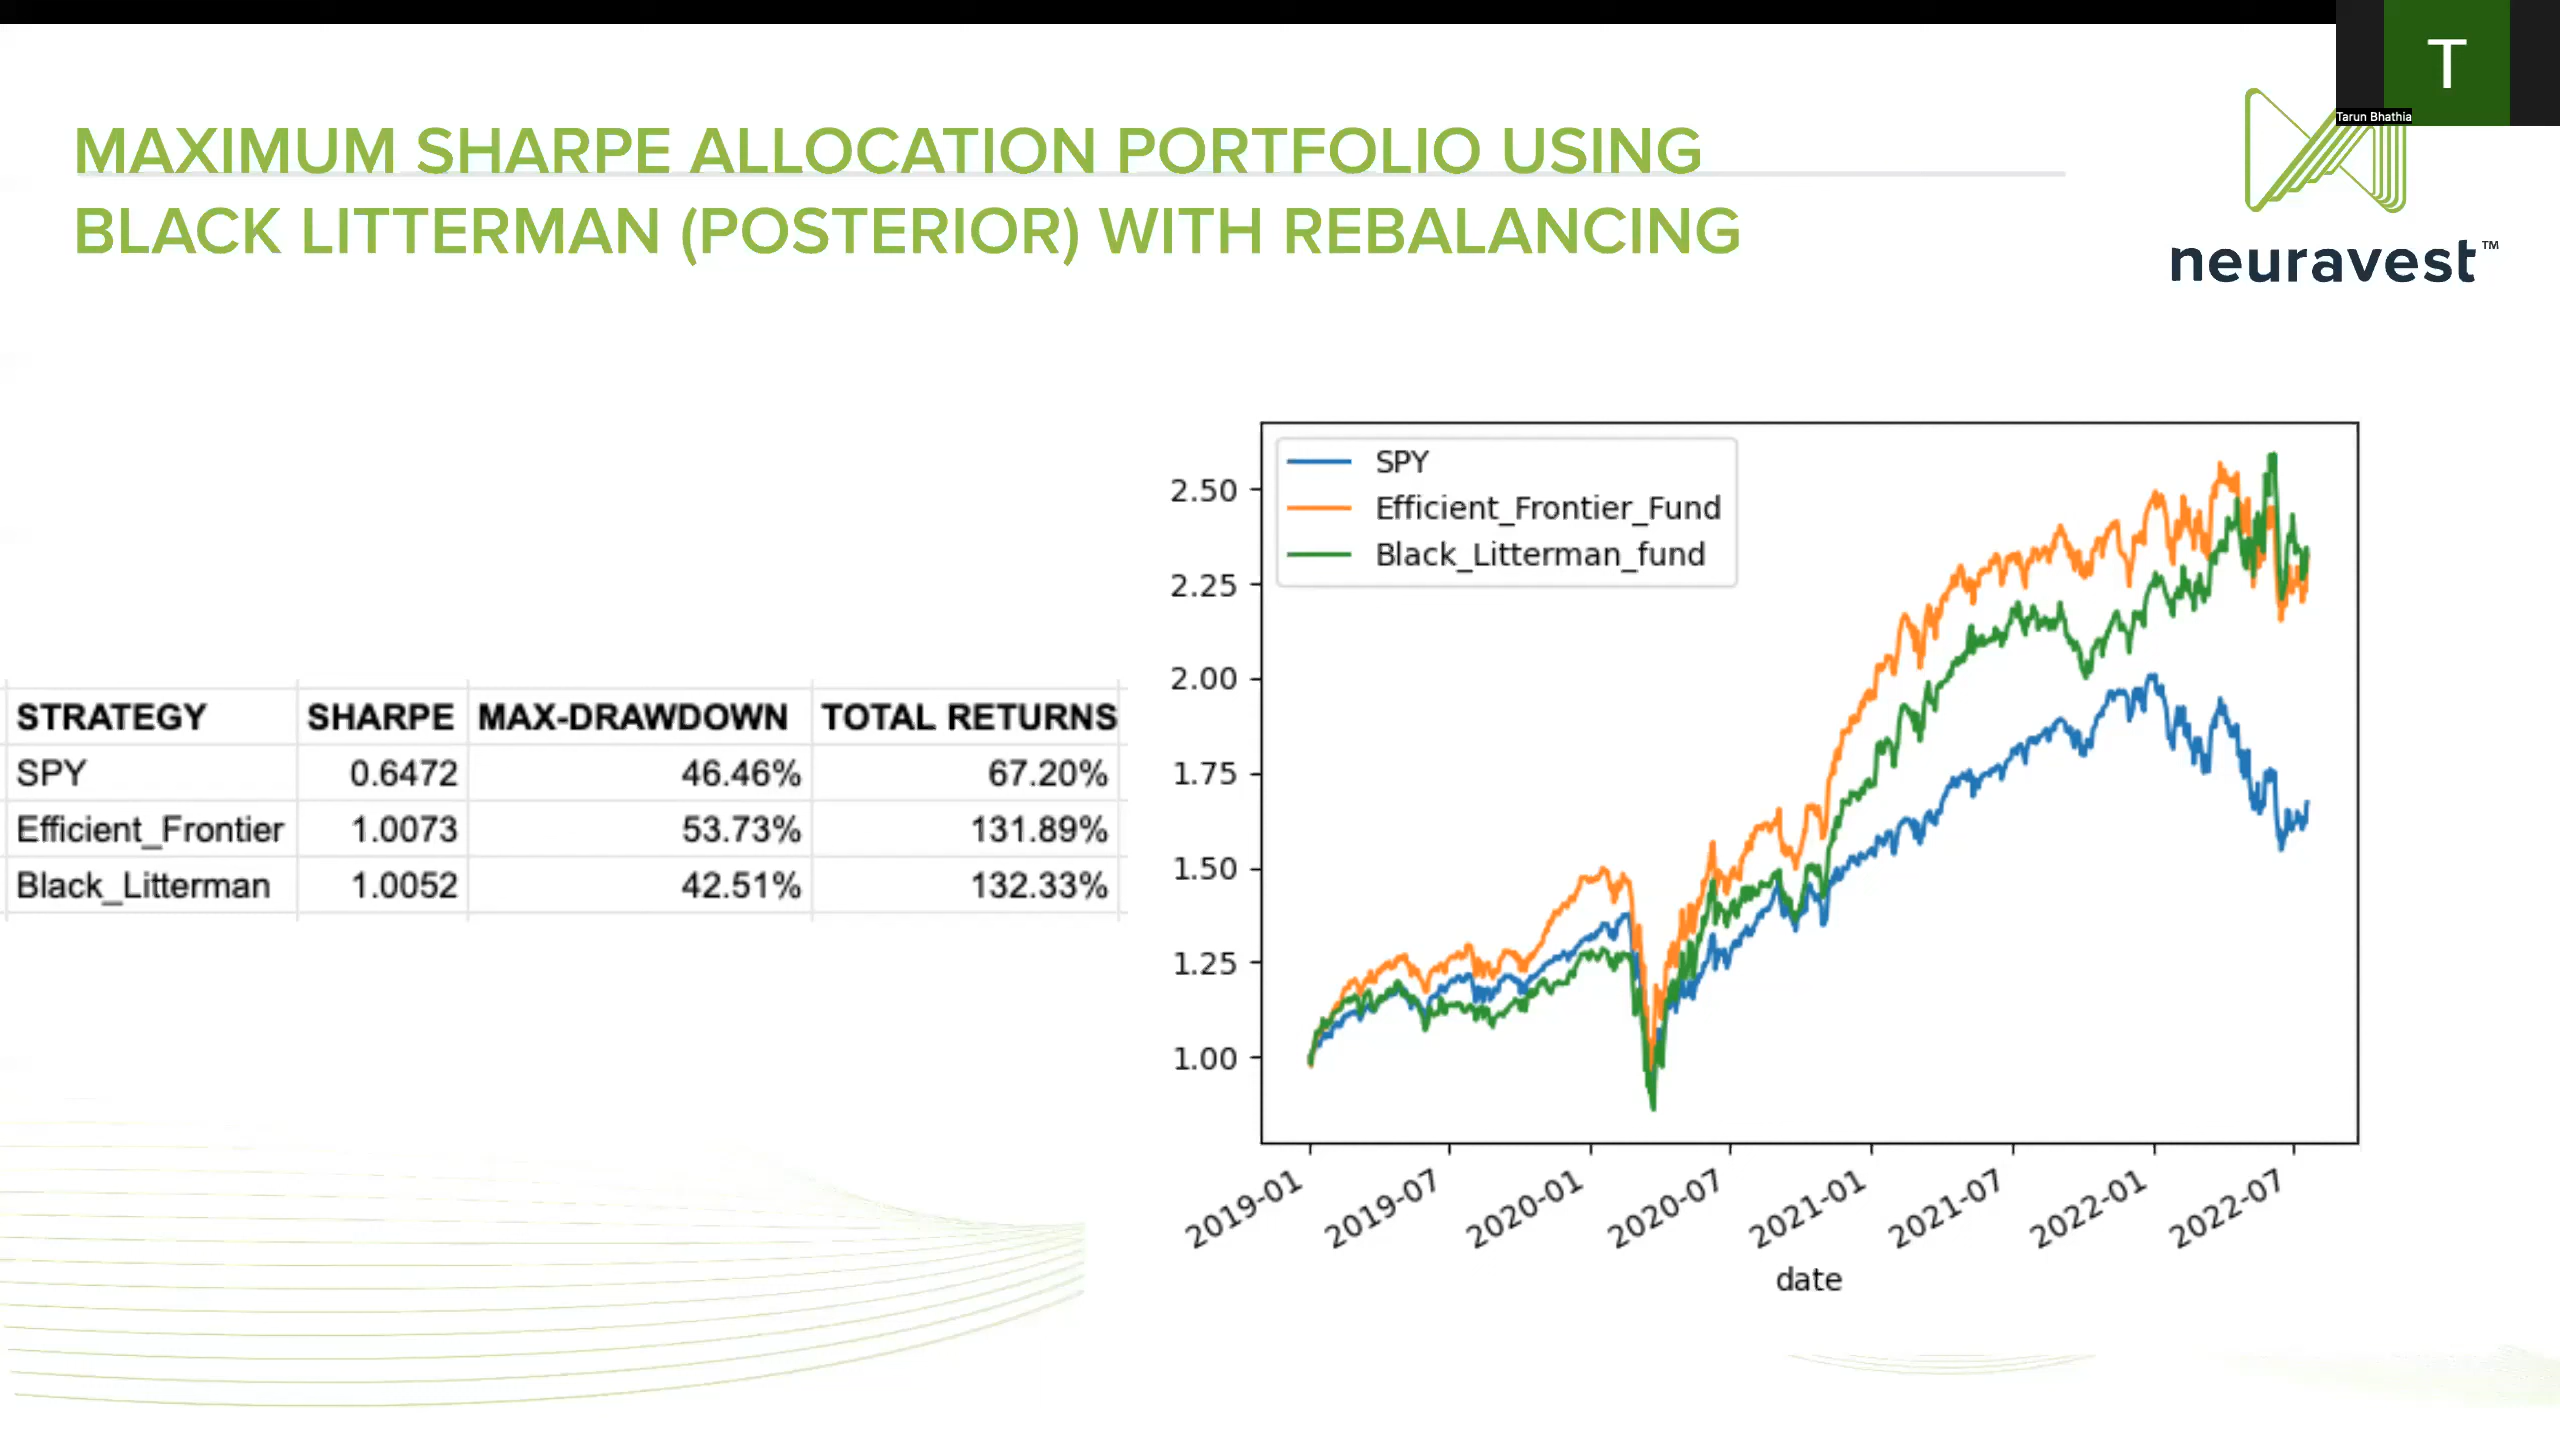 T
Tarun Bhathia
MAXIMUM SHARPE ALLOCATION PORTFOLIO USING
BLACK LITTERMAN (POSTERIOR) WITH REBALANCING
neuravest™
STRATEGY SHARPE MAX-DRAWDOWN TOTAL RETURNS
SPY 0.6472 46.46% 67.20%
Efficient_Frontier 1.0073 53.73% 131.89%
Black_Litterman 1.0052 42.51% 132.33%
SPY
Efficient_Frontier_Fund
Black_Litterman_fund
2.50
2.25
2.00
1.75
1.50
1.25
1.00
2019-01 2019-07 2020-01 2020-07 2021-01 2021-07 2022-01 2022-07
date